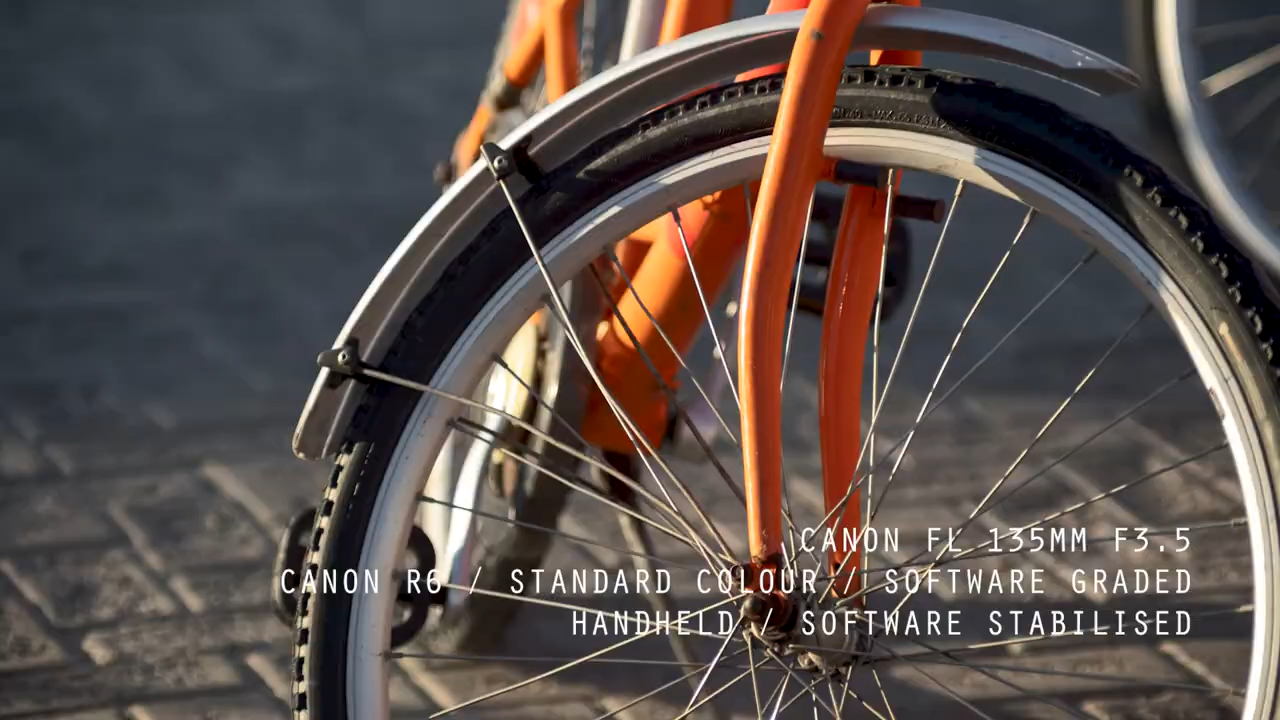 CANON FL 135MM F3.5
CANON R6 / STANDARD COLOUR / SOFTWARE GRADED
HANDHELD / SOFTWARE STABILISED